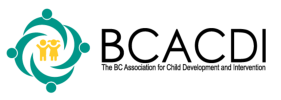 BCACDI
The BC Association for Child Development and Intervention